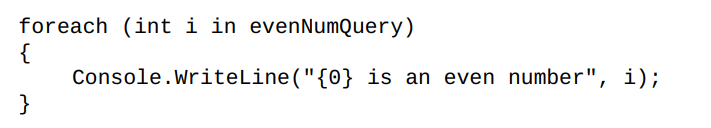 foreach (int i in evenNumQuery)
{
    Console.WriteLine("{0} is an even number", i);
}